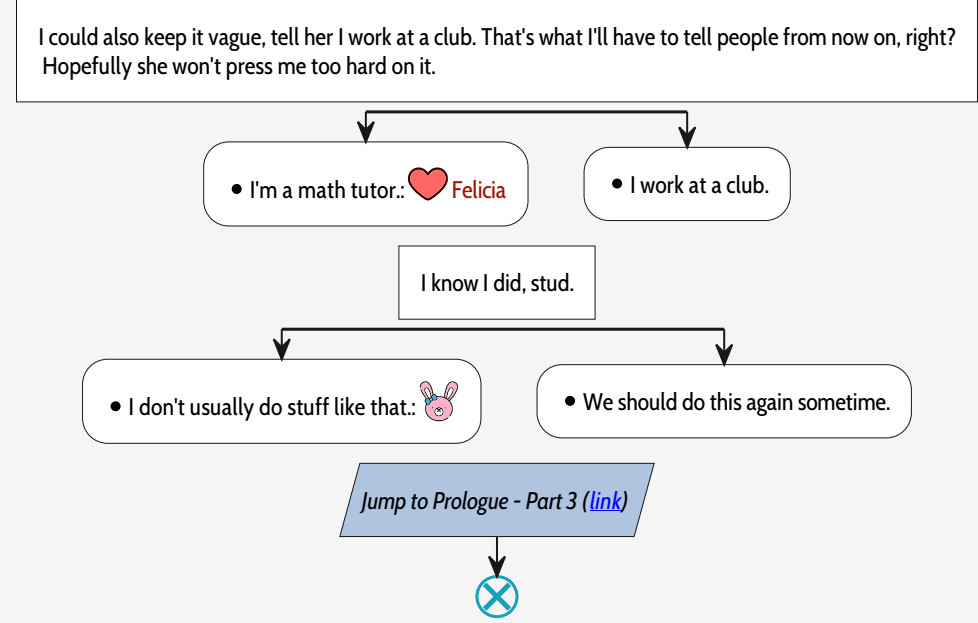 I could also keep it vague, tell her I work at a club. That's what I'll have to tell people from now on, right?
Hopefully she won't press me too hard on it.
• I'm a math tutor.: Felicia
• I work at a club.
I know I did, stud.
• I don't usually do stuff like that.:
• We should do this again sometime.
Jump to Prologue - Part 3 (link)